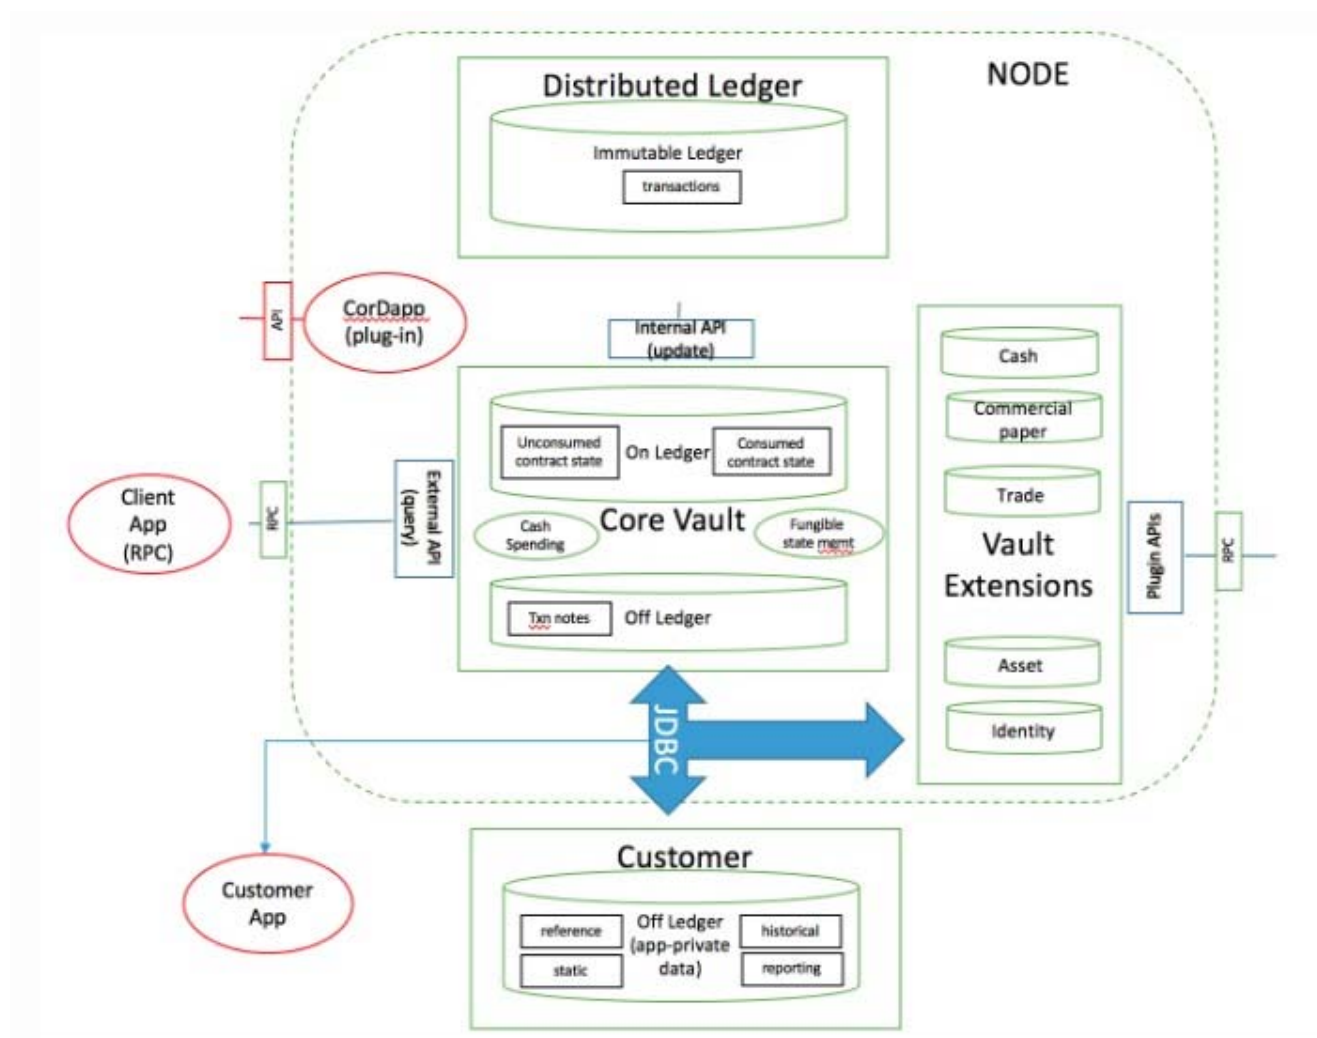 NODE
Distributed Ledger
Immutable Ledger
transactions
API
CorDapp
(plug-in)
Internal API
(update)
Client
App
(RPC)
RPC
External API
(query)
Unconsumed
contract state
On Ledger
Consumed
contract state
Cash
Spending
Core Vault
Fungible
state mgmt
Txn notes
Off Ledger
Cash
Commercial
paper
Trade
Vault
Extensions
Asset
Identity
Plugin APIs
RPC
JDBC
Customer
App
Customer
reference
static
Off Ledger
(app-private
data)
historical
reporting